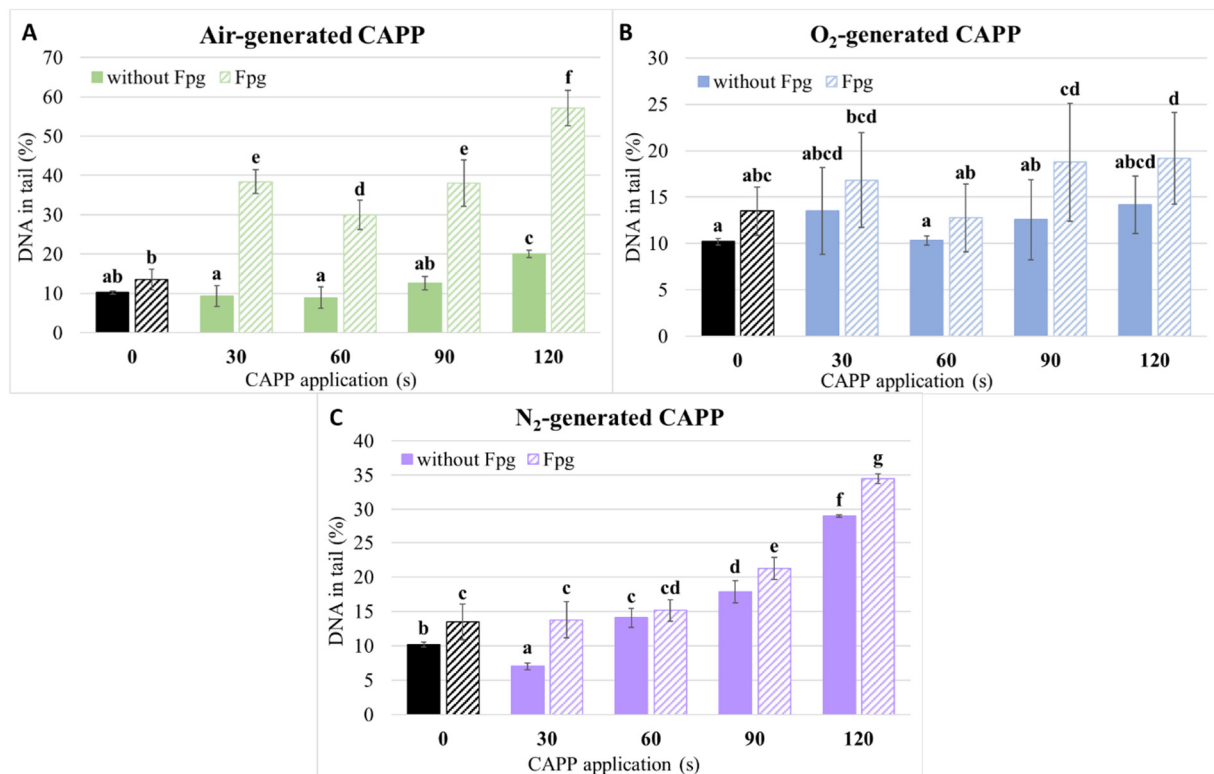 A
Air-generated CAPP
70
60
50
40
30
20
10
0
DNA in tail (%)
without Fpg Fpg
ab b a e a d ab e c f
0 30 60 90 120
CAPP application (s)
B
O₂-generated CAPP
30
25
20
15
10
5
0
DNA in tail (%)
without Fpg Fpg
a abc abcd bcd a ab abcd cd abcd d
0 30 60 90 120
CAPP application (s)
C
N₂-generated CAPP
40
35
30
25
20
15
10
5
0
DNA in tail (%)
without Fpg Fpg
b c a c c cd d e f g
0 30 60 90 120
CAPP application (s)